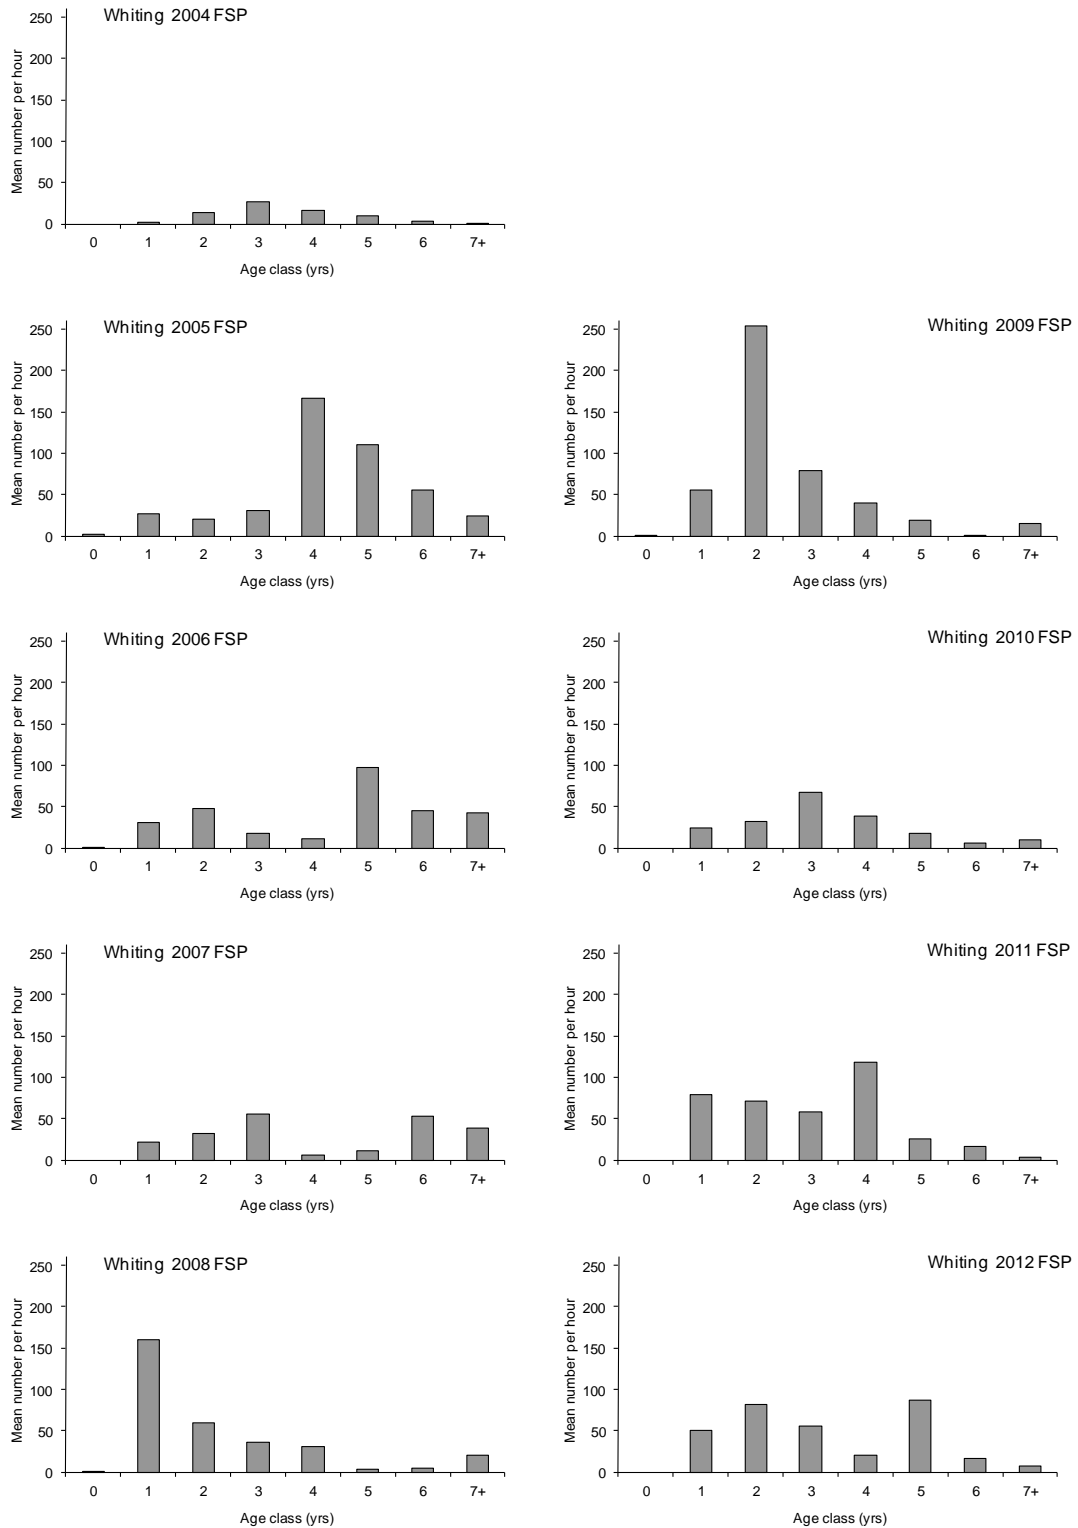 Whiting 2004 FSP
Mean number per hour
250
200
150
100
50
0
0 1 2 3 4 5 6 7+
Age class (yrs)
Whiting 2005 FSP
Mean number per hour
250
200
150
100
50
0
0 1 2 3 4 5 6 7+
Age class (yrs)
Whiting 2009 FSP
Mean number per hour
250
200
150
100
50
0
0 1 2 3 4 5 6 7+
Age class (yrs)
Whiting 2006 FSP
Mean number per hour
250
200
150
100
50
0
0 1 2 3 4 5 6 7+
Age class (yrs)
Whiting 2010 FSP
Mean number per hour
250
200
150
100
50
0
0 1 2 3 4 5 6 7+
Age class (yrs)
Whiting 2007 FSP
Mean number per hour
250
200
150
100
50
0
0 1 2 3 4 5 6 7+
Age class (yrs)
Whiting 2011 FSP
Mean number per hour
250
200
150
100
50
0
0 1 2 3 4 5 6 7+
Age class (yrs)
Whiting 2008 FSP
Mean number per hour
250
200
150
100
50
0
0 1 2 3 4 5 6 7+
Age class (yrs)
Whiting 2012 FSP
Mean number per hour
250
200
150
100
50
0
0 1 2 3 4 5 6 7+
Age class (yrs)